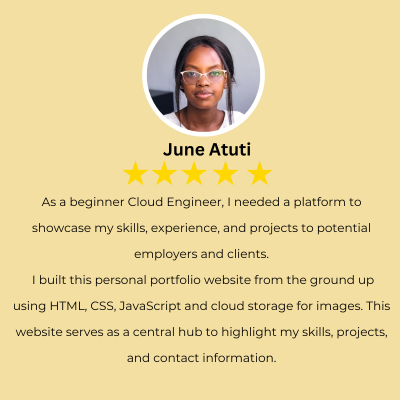 June Atuti
As a beginner Cloud Engineer, I needed a platform to
showcase my skills, experience, and projects to potential
employers and clients.
I built this personal portfolio website from the ground up
using HTML, CSS, JavaScript and cloud storage for images. This
website serves as a central hub to highlight my skills, projects,
and contact information.